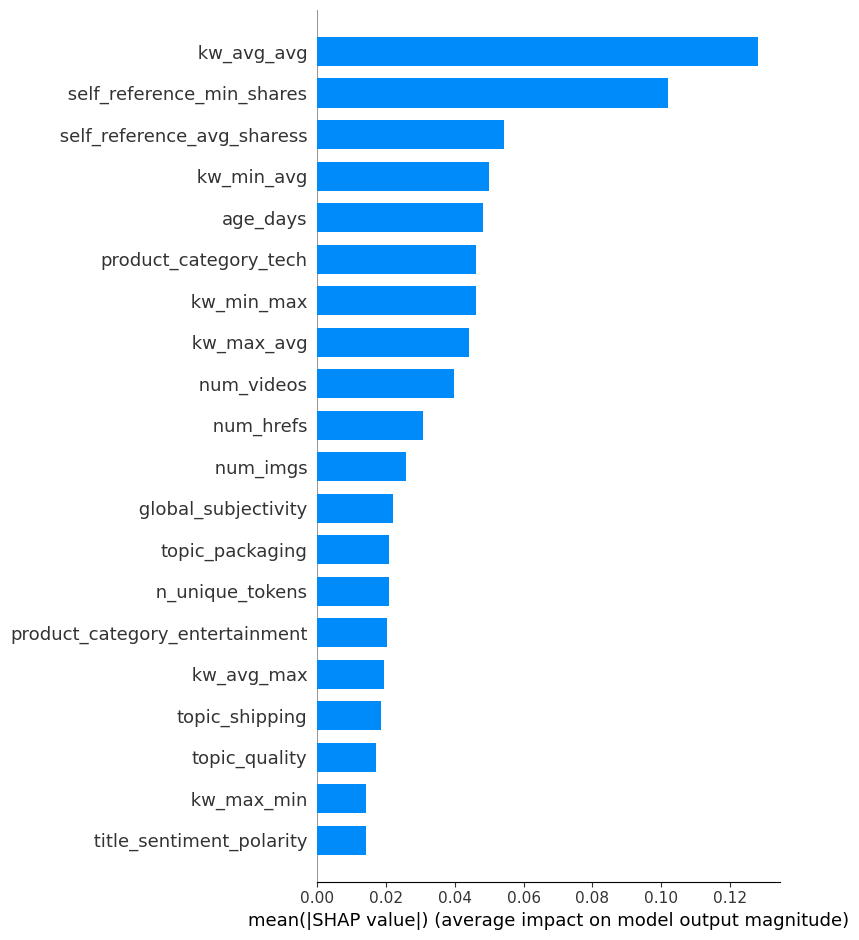 kw_avg_avg
self_reference_min_shares
self_reference_avg_sharess
kw_min_avg
age_days
product_category_tech
kw_min_max
kw_max_avg
num_videos
num_hrefs
num_imgs
global_subjectivity
topic_packaging
n_unique_tokens
product_category_entertainment
kw_avg_max
topic_shipping
topic_quality
kw_max_min
title_sentiment_polarity
0.00 0.02 0.04 0.06 0.08 0.10 0.12
mean(|SHAP value|) (average impact on model output magnitude)